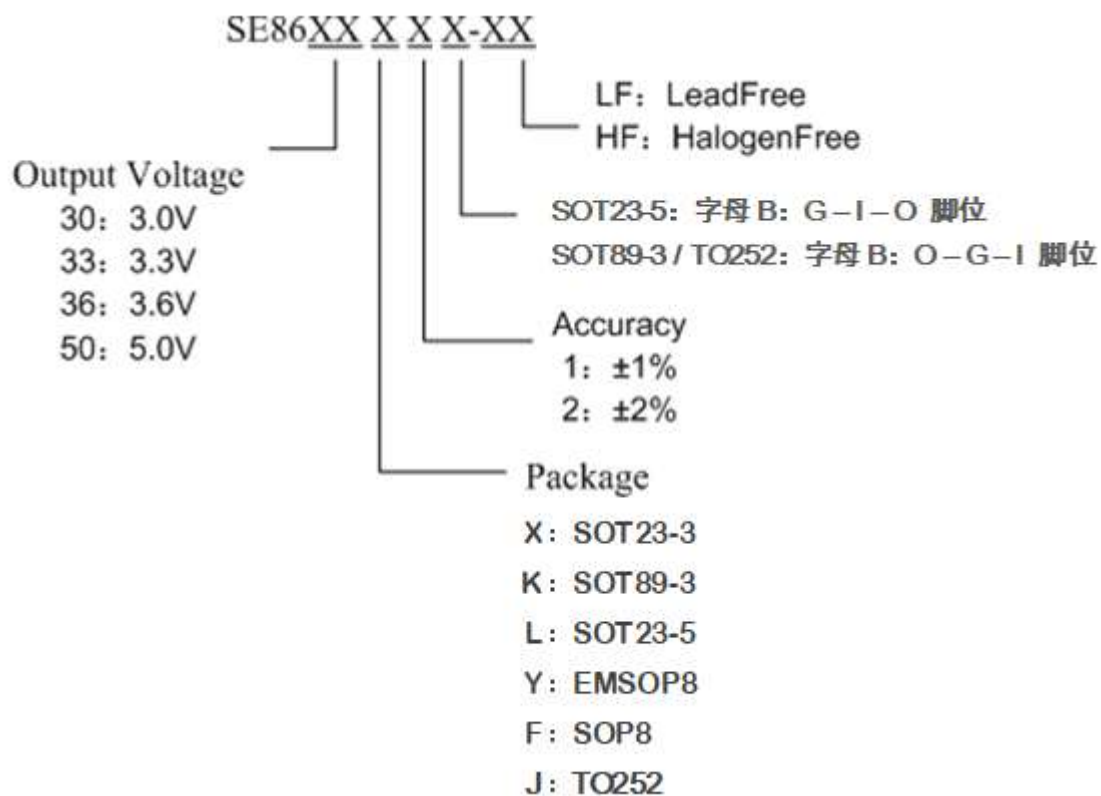 SE86XX X X X-XX
LF：LeadFree
HF：HalogenFree
Output Voltage
30：3.0V
33：3.3V
36：3.6V
50：5.0V
SOT23-5：字母 B：G – I – O 脚位
SOT89-3 / TO252：字母 B：O – G – I 脚位
Accuracy
1：±1%
2：±2%
Package
X：SOT23-3
K：SOT89-3
L：SOT23-5
Y：EMSOP8
F：SOP8
J：TO252